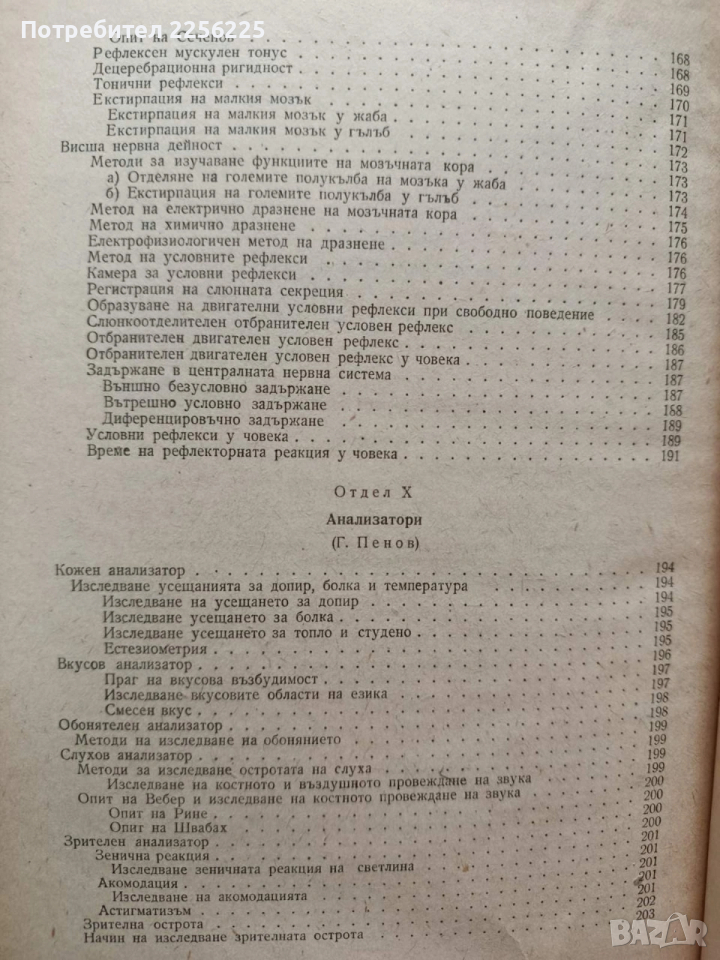 Потребител 2256225
Опит на Сеченов . . . 168
Рефлексен мускулен тонус . . . 168
Децеребрационна ригидност . . . 169
Тонични рефлекси . . . 170
Екстирпация на малкия мозък . . . 171
Екстирпация на малкия мозък у жаба . . . 171
Екстирпация на малкия мозък у гълъб . . . 172
Висша нервна дейност . . . 173
Методи за изучаване функциите на мозъчната кора . . . 173
а) Отделяне на големите полукълба на мозъка у жаба . . . 173
б) Екстирпация на големите полукълба у гълъб . . . 174
Метод на електрично дразнене на мозъчната кора . . . 175
Метод на химично дразнене . . . 176
Електрофизиологичен метод на дразнене . . . 176
Метод на условните рефлекси . . . 176
Камера за условни рефлекси . . . 177
Регистрация на слюнната секреция . . . 179
Образуване на двигателни условни рефлекси при свободно поведение . . . 182
Слюнкоотделителен отбранителен условен рефлекс . . . 185
Отбранителен двигателен условен рефлекс . . . 186
Отбранителен двигателен условен рефлекс у човека . . . 187
Задържане в централната нервна система . . . 187
Външно безусловно задържане . . . 187
Вътрешно условно задържане . . . 188
Диференцировъчно задържане . . . 189
Условни рефлекси у човека . . . 189
Време на рефлекторната реакция у човека . . . 191
Отдел X
Анализатори
(Г. Пенов)
Кожен анализатор . . . 194
Изследване усещанията за допир, болка и температура . . . 194
Изследване на усещането за допир . . . 194
Изследване усещането за болка . . . 195
Изследване усещането за топло и студено . . . 195
Естезиометрия . . . 195
Вкусов анализатор . . . 196
Праг на вкусова възбудимост . . . 197
Изследване вкусовите области на езика . . . 197
Смесен вкус . . . 198
Обонятелен анализатор . . . 198
Методи на изследване на обонянието . . . 199
Слухов анализатор . . . 199
Методи за изследване остротата на слуха . . . 199
Изследване на костното и въздушното провеждане на звука . . . 199
Опит на Вебер и изследване на костното провеждане на звука . . . 200
Опит на Рине . . . 200
Опит на Швабах . . . 200
Зрителен анализатор . . . 200
Зенична реакция . . . 201
Изследване зеничната реакция на светлина . . . 201
Акомодация . . . 201
Изследване на акомодацията . . . 201
Астигматизъм . . . 202
Зрителна острота . . . 203
Начин на изследване зрителната острота . . .
BAZAR